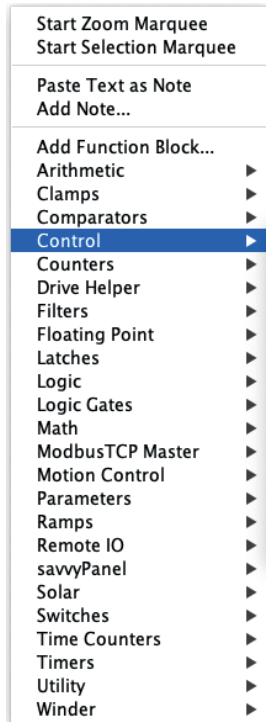 Start Zoom Marquee
Start Selection Marquee
Paste Text as Note
Add Note...
Add Function Block...
Arithmetic
Clamps
Comparators
Control
Counters
Drive Helper
Filters
Floating Point
Latches
Logic
Logic Gates
Math
ModbusTCP Master
Motion Control
Parameters
Ramps
Remote IO
savvyPanel
Solar
Switches
Time Counters
Timers
Utility
Winder